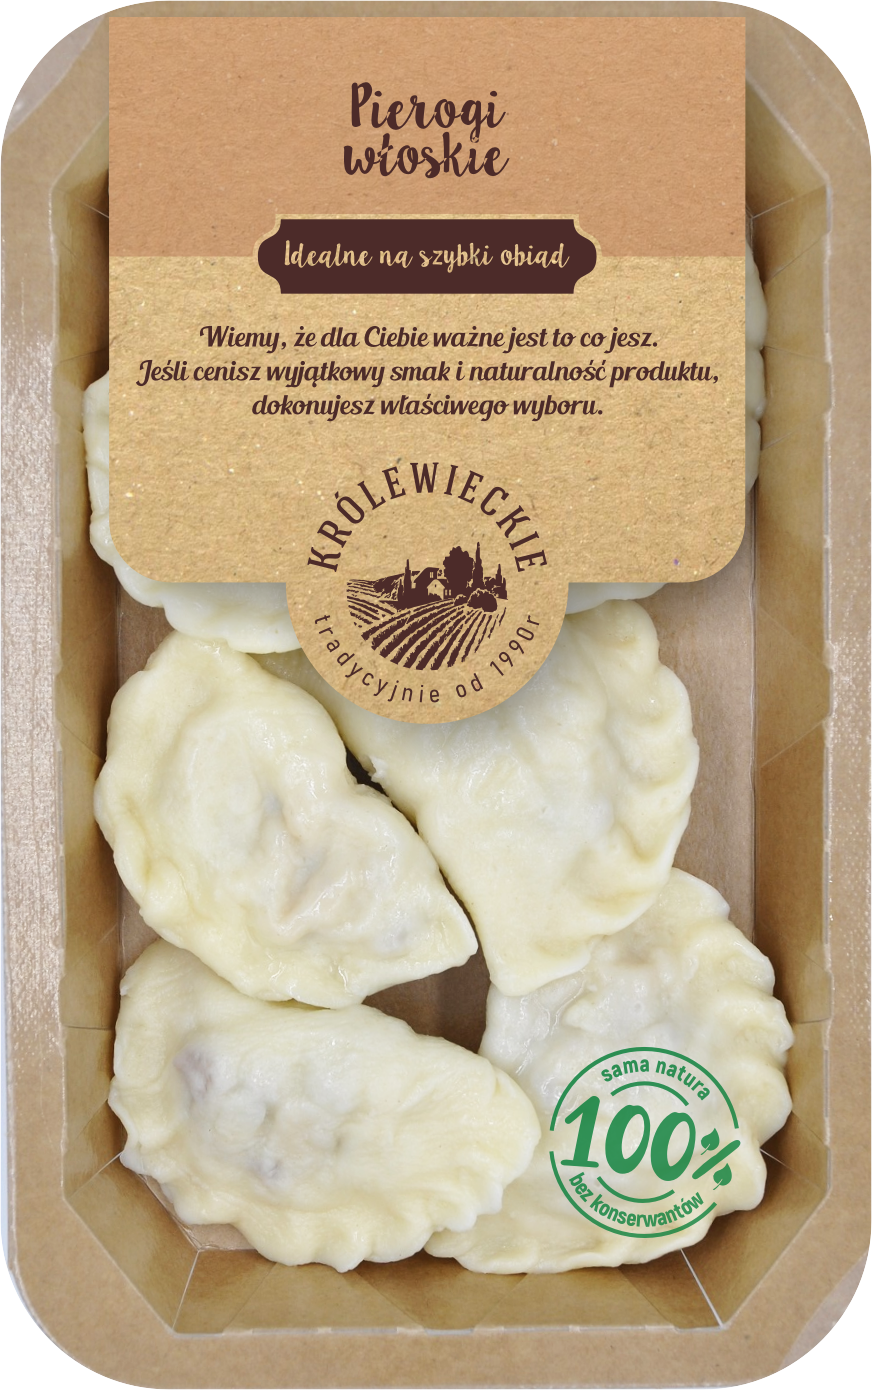 Pierogi
włoskie
Idealne na szybki obiad
Wiemy, że dla Ciebie ważne jest to co jesz.
Jeśli cenisz wyjątkowy smak i naturalność produktu,
dokonujesz właściwego wyboru.
KRÓLEWIECKIE
tradycyjnie od 1990r
sama natura
100%
bez konserwantów